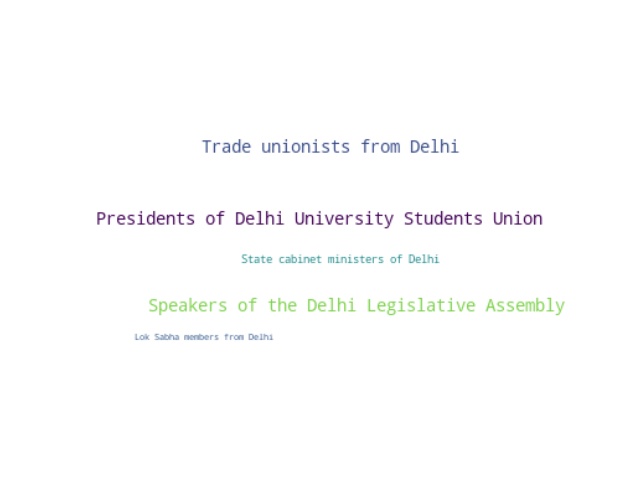 Trade unionists from Delhi
Presidents of Delhi University Students Union
State cabinet ministers of Delhi
Speakers of the Delhi Legislative Assembly
Lok Sabha members from Delhi